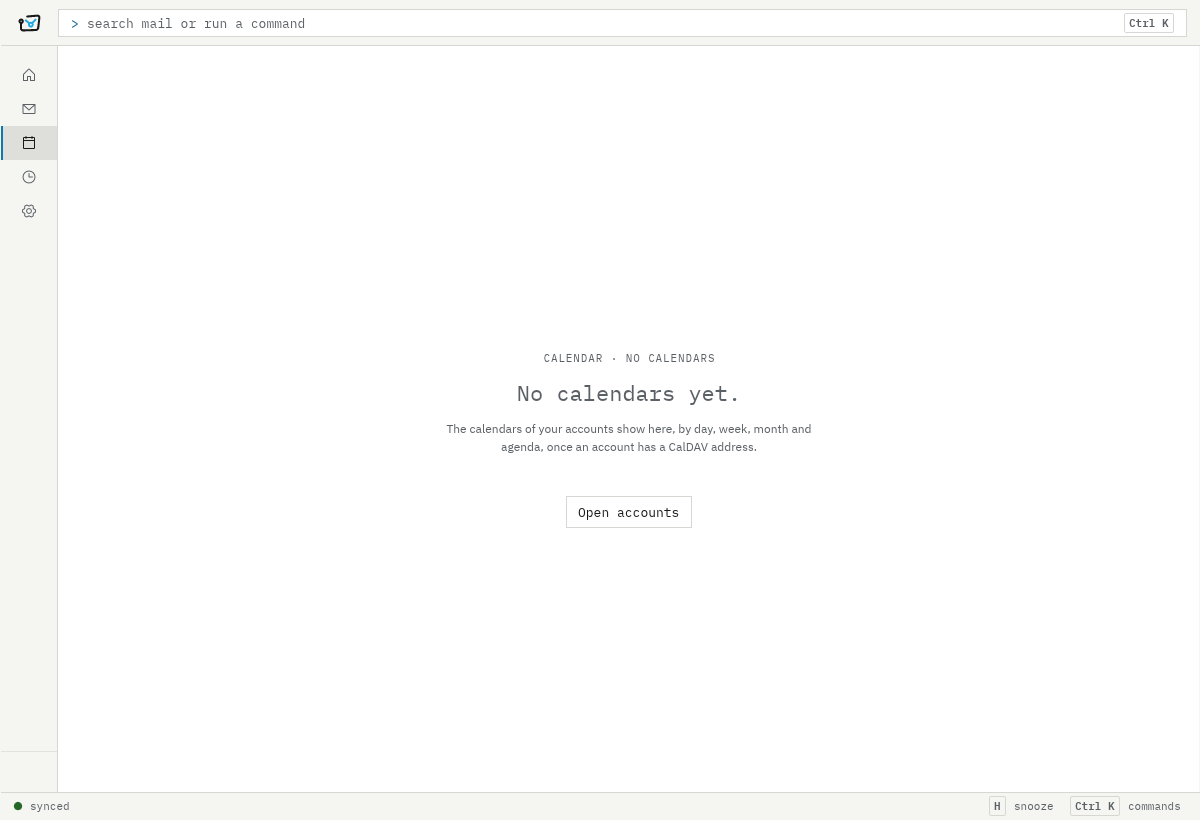 > search mail or run a command
Ctrl K
CALENDAR · NO CALENDARS
No calendars yet.
The calendars of your accounts show here, by day, week, month and
agenda, once an account has a CalDAV address.
Open accounts
synced
H snooze Ctrl K commands